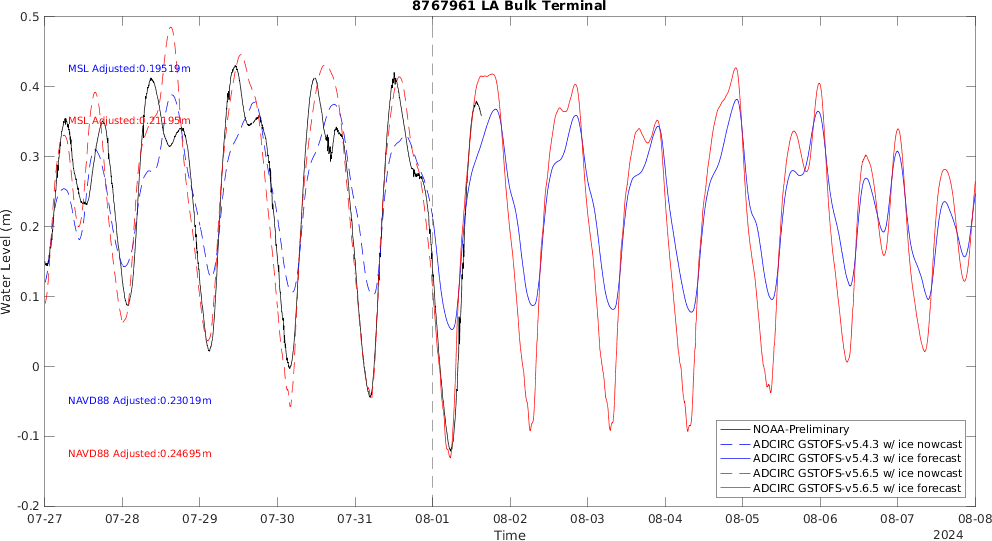 8767961 LA Bulk Terminal
0.5
0.4
0.3
0.2
0.1
0
-0.1
-0.2
Water Level (m)
MSL Adjusted:0.19519m
MSL Adjusted:0.21195m
NAVD88 Adjusted:0.23019m
NAVD88 Adjusted:0.24695m
NOAA-Preliminary
ADCIRC GSTOFS-v5.4.3 w/ ice nowcast
ADCIRC GSTOFS-v5.4.3 w/ ice forecast
ADCIRC GSTOFS-v5.6.5 w/ ice nowcast
ADCIRC GSTOFS-v5.6.5 w/ ice forecast
07-27 07-28 07-29 07-30 07-31 08-01 08-02 08-03 08-04 08-05 08-06 08-07 08-08
Time
2024